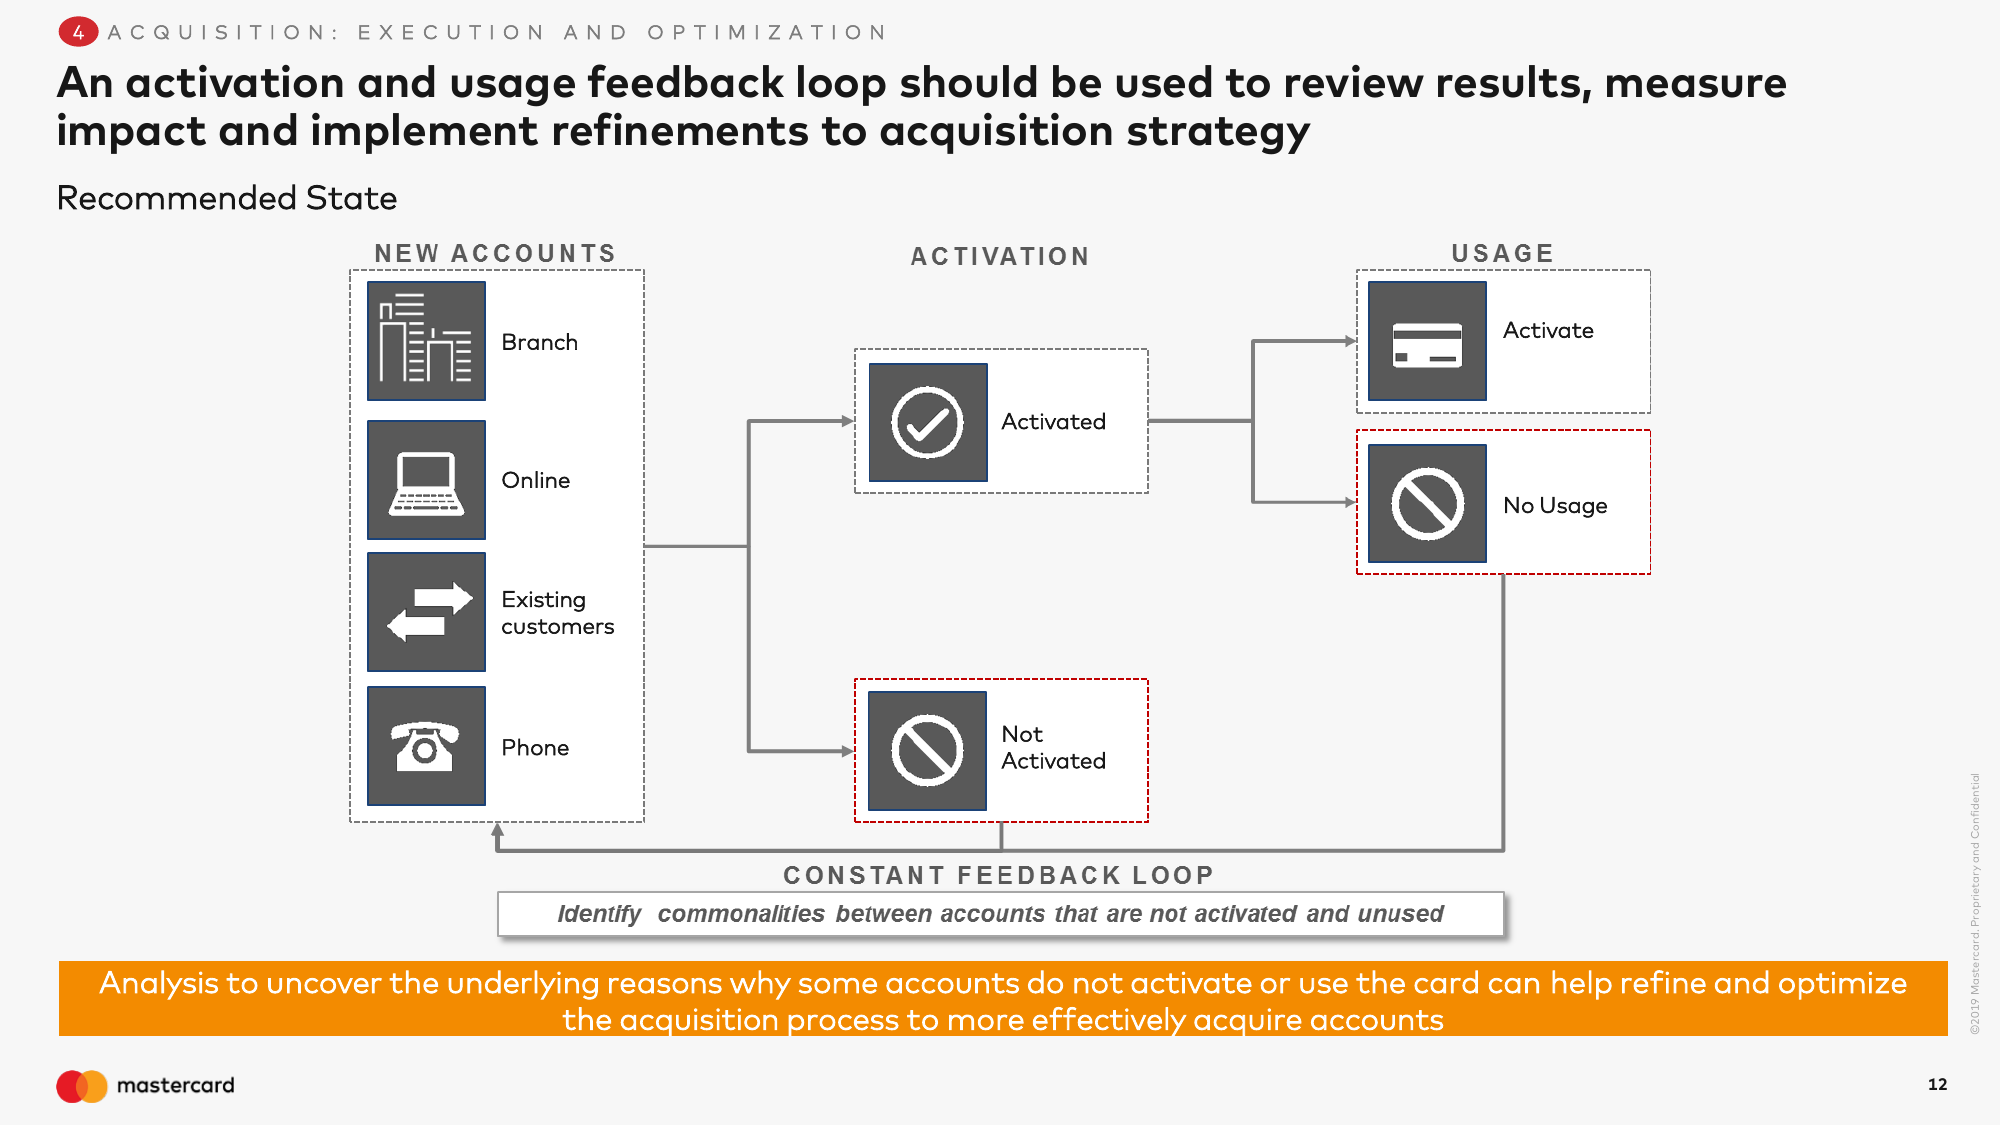 4 ACQUISITION: EXECUTION AND OPTIMIZATION
An activation and usage feedback loop should be used to review results, measure
impact and implement refinements to acquisition strategy
Recommended State
NEW ACCOUNTS
Branch
Online
Existing
customers
Phone
ACTIVATION
Activated
Not
Activated
USAGE
Activate
No Usage
CONSTANT FEEDBACK LOOP
Identify commonalities between accounts that are not activated and unused
Analysis to uncover the underlying reasons why some accounts do not activate or use the card can help refine and optimize
the acquisition process to more effectively acquire accounts
©2019 Mastercard. Proprietary and Confidential
mastercard
12